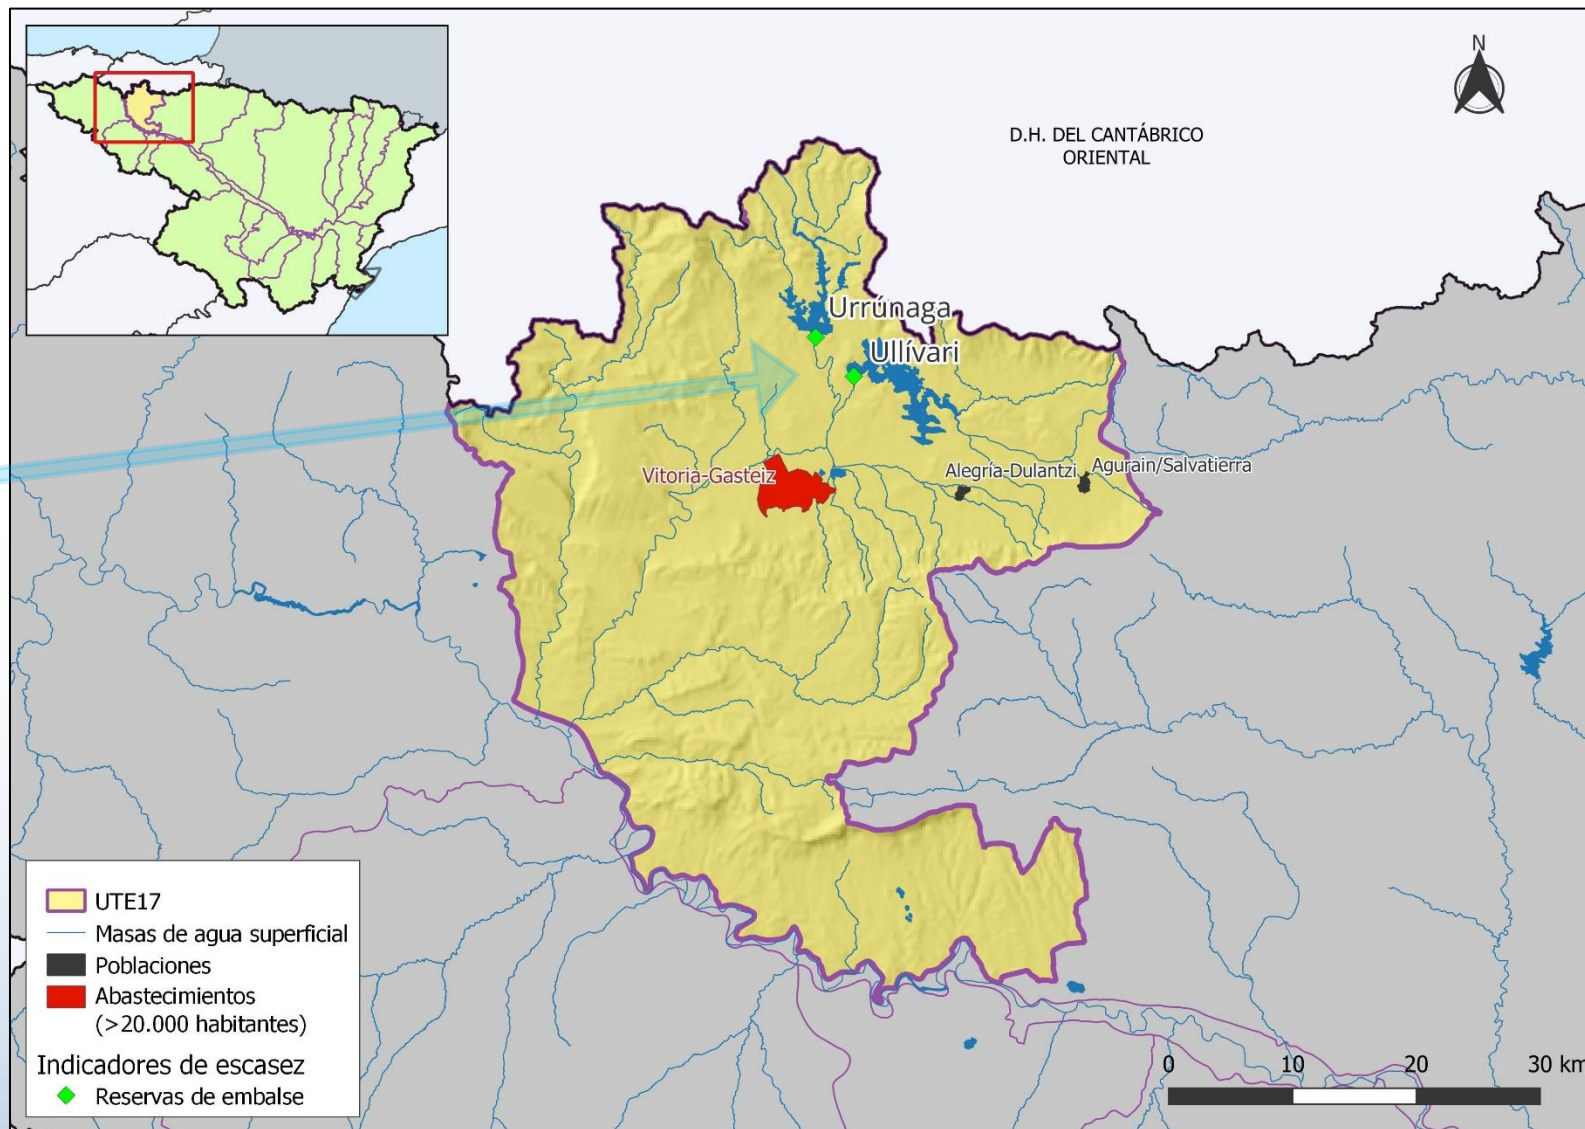 N
D.H. DEL CANTÁBRICO
ORIENTAL
Urrúnaga
Ullívari
Vitoria-Gasteiz
Alegría-Dulantzi
Agurain/Salvatierra
UTE17
Masas de agua superficial
Poblaciones
Abastecimientos
(>20.000 habitantes)
Indicadores de escasez
Reservas de embalse
0 10 20 30 km